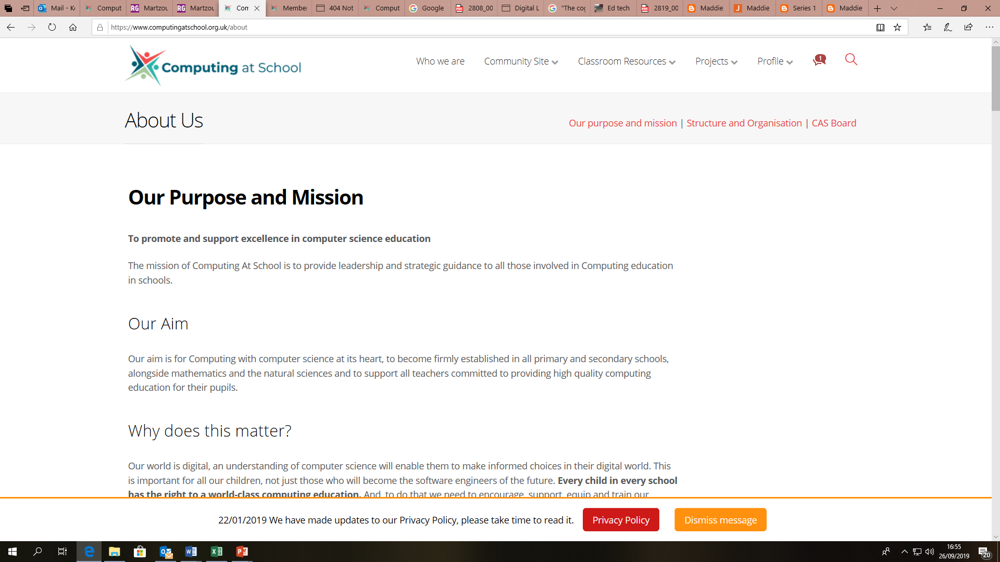 Mail - K
Comput
Martzou
Martzou
Com
Member
404 Not
Comput
Google
2808_00
Digital L
"The cog
Ed tech
2819_00
Maddie
Maddie
Series 1
Maddie
https://www.computingatschool.org.uk/about
Computing at School
Who we are
Community Site
Classroom Resources
Projects
Profile
1
About Us
Our purpose and mission | Structure and Organisation | CAS Board
Our Purpose and Mission
To promote and support excellence in computer science education
The mission of Computing At School is to provide leadership and strategic guidance to all those involved in Computing education
in schools.
Our Aim
Our aim is for Computing with computer science at its heart, to become firmly established in all primary and secondary schools,
alongside mathematics and the natural sciences and to support all teachers committed to providing high quality computing
education for their pupils.
Why does this matter?
Our world is digital, an understanding of computer science will enable them to make informed choices in their digital world. This
is important for all our children, not just those who will become the software engineers of the future. Every child in every school
has the right to a world-class computing education. And, to do that we need to encourage, support, equip and train our
22/01/2019 We have made updates to our Privacy Policy, please take time to read it.
Privacy Policy
Dismiss message
16:55
26/09/2019
20